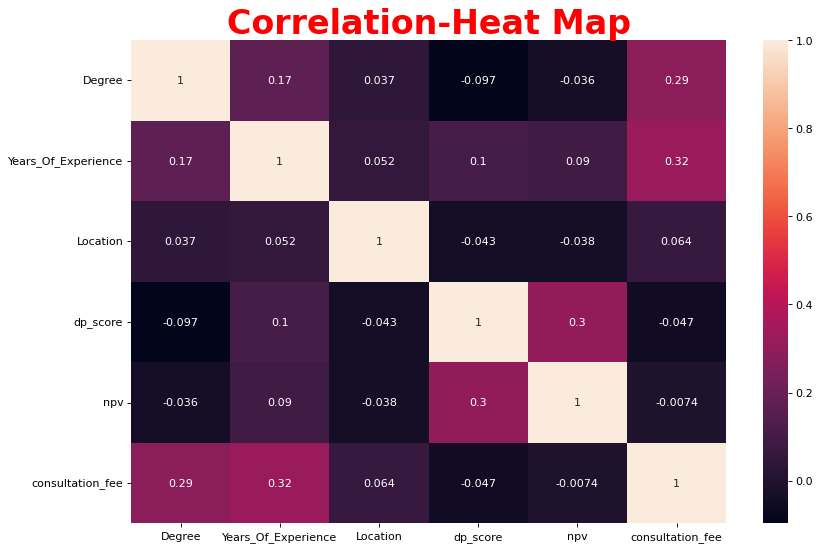 Correlation-Heat Map
Degree 1 0.17 0.037 -0.097 -0.036 0.29
Years_Of_Experience 0.17 1 0.052 0.1 0.09 0.32
Location 0.037 0.052 1 -0.043 -0.038 0.064
dp_score -0.097 0.1 -0.043 1 0.3 -0.047
npv -0.036 0.09 -0.038 0.3 1 -0.0074
consultation_fee 0.29 0.32 0.064 -0.047 -0.0074 1
Degree Years_Of_Experience Location dp_score npv consultation_fee
1.0
0.8
0.6
0.4
0.2
0.0